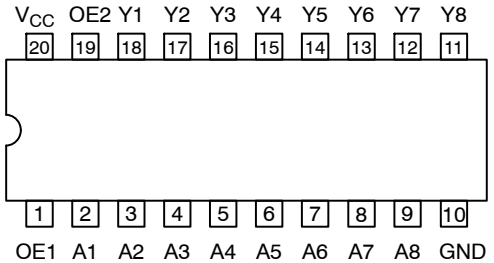 VCC OE2 Y1 Y2 Y3 Y4 Y5 Y6 Y7 Y8
20 19 18 17 16 15 14 13 12 11
1 2 3 4 5 6 7 8 9 10
OE1 A1 A2 A3 A4 A5 A6 A7 A8 GND